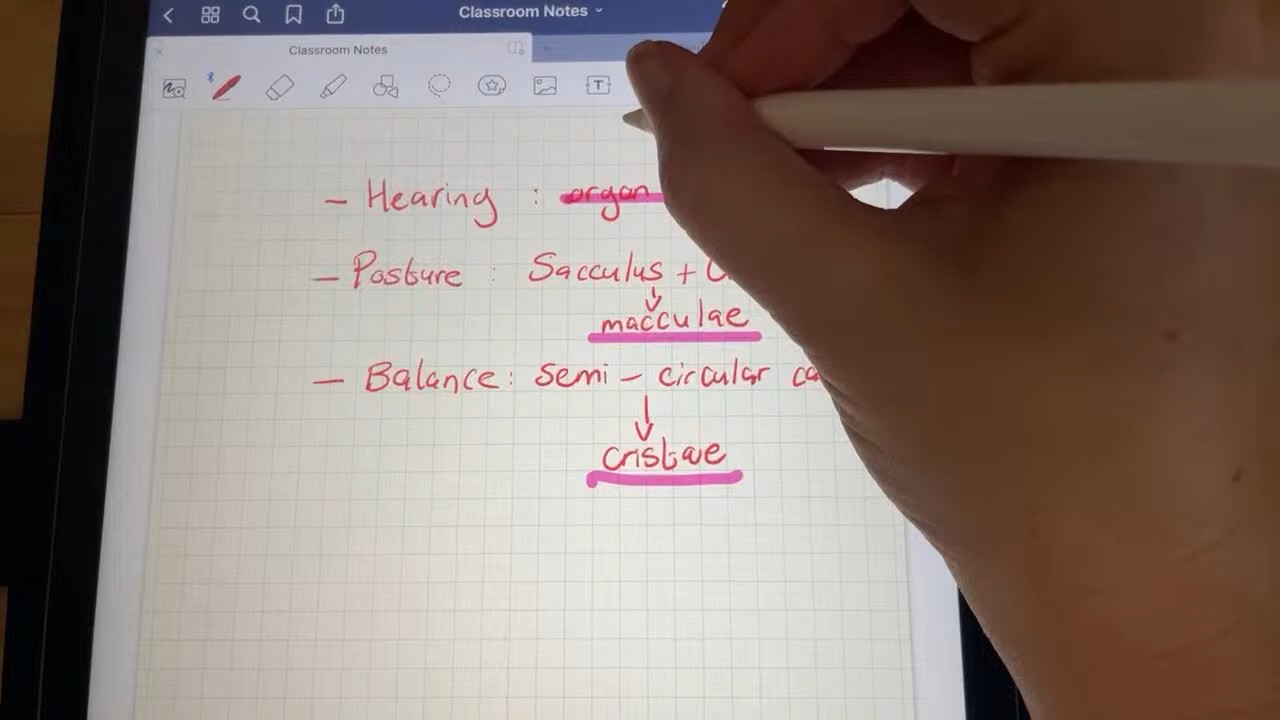 Classroom Notes
Classroom Notes
T
- Hearing : organ
- Posture : Sacculus +
macculae
- Balance: Semi - circular
cristae